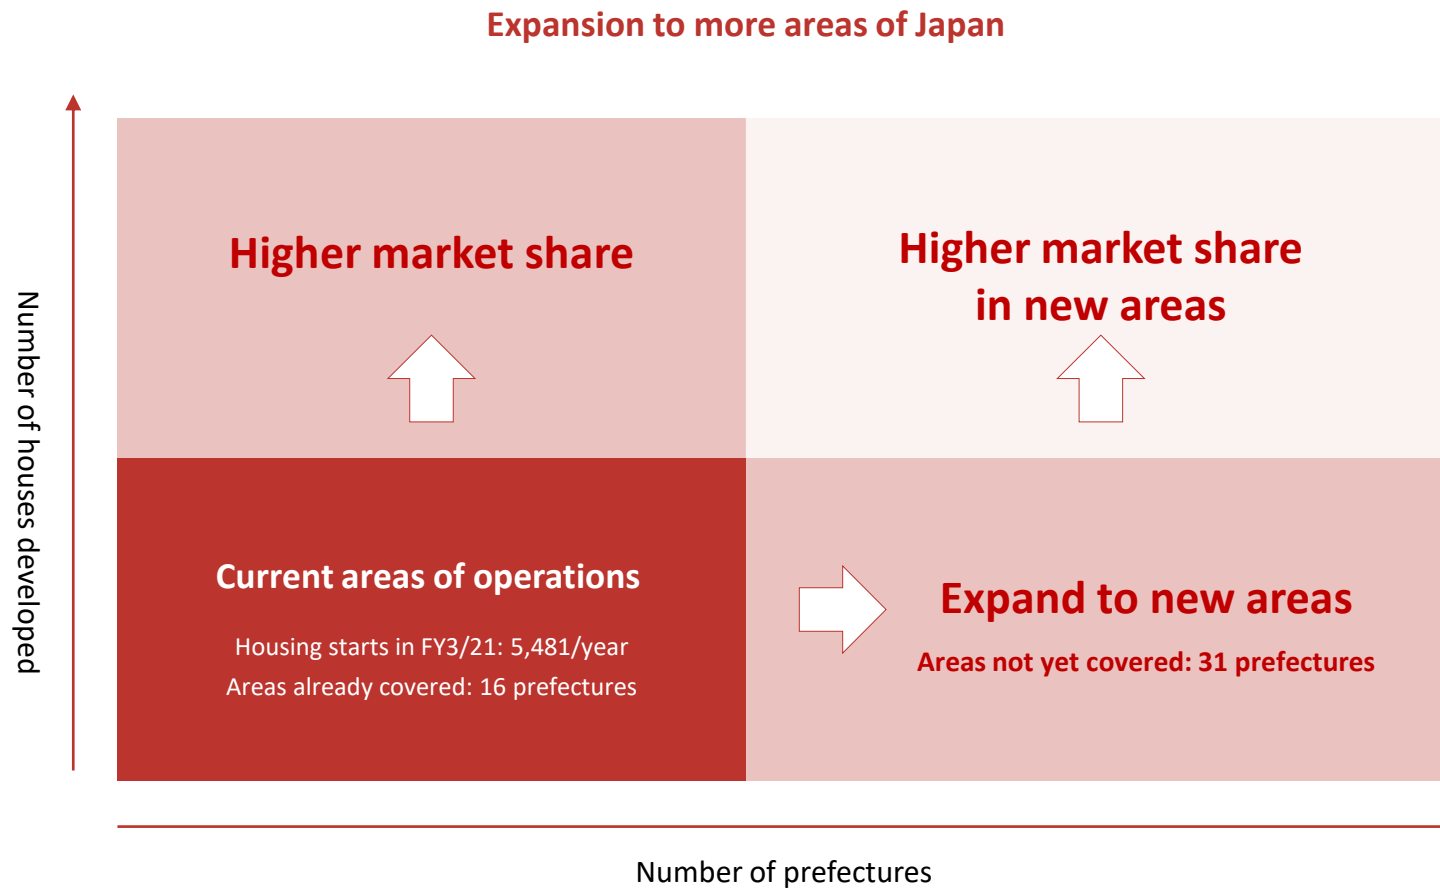 Expansion to more areas of Japan
Number of houses developed
Higher market share
Higher market share
in new areas
Current areas of operations
Housing starts in FY3/21: 5,481/year
Areas already covered: 16 prefectures
Expand to new areas
Areas not yet covered: 31 prefectures
Number of prefectures